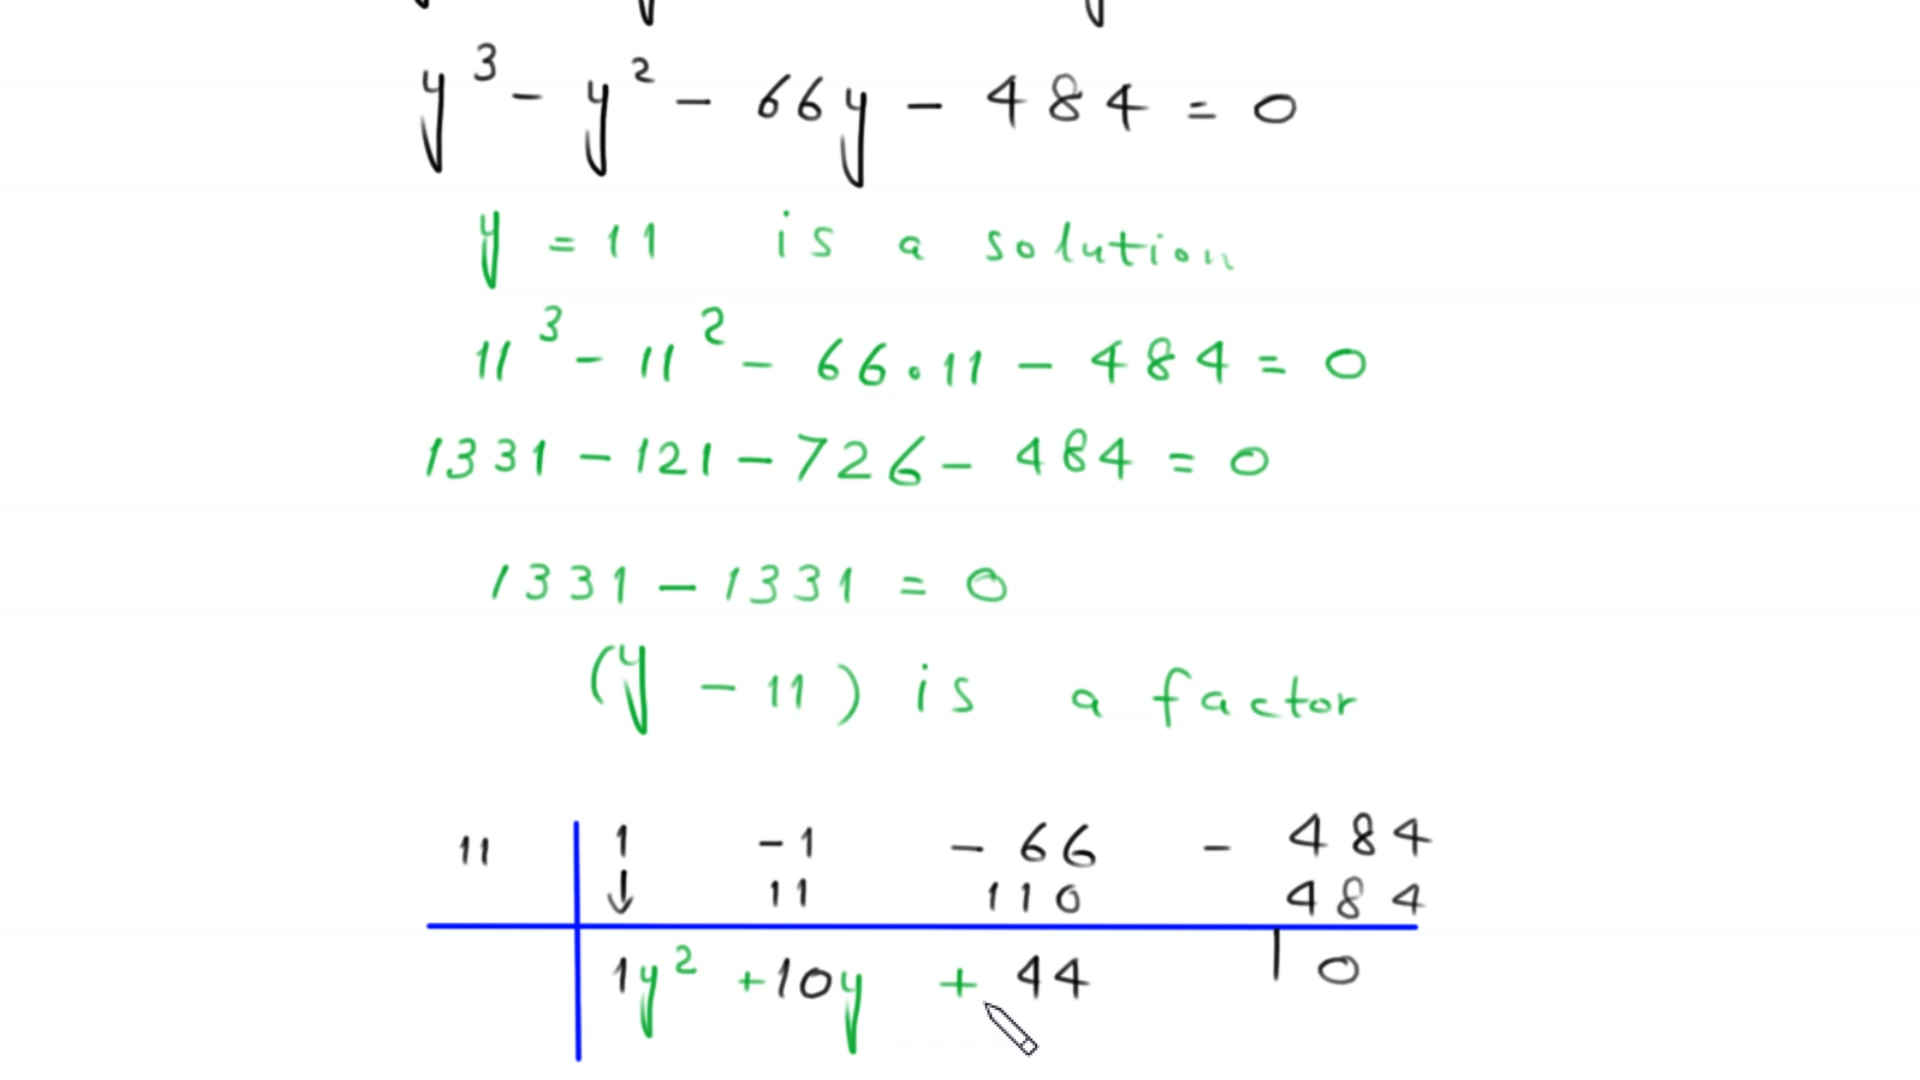 y³ - y² - 66y - 484 = 0
y = 11 is a solution
11³ - 11² - 66.11 - 484 = 0
1331 - 121 - 726 - 484 = 0
1331 - 1331 = 0
(y - 11) is a factor
11 | 1 -1 -66 - 484
↓ 11 110 484
1y² + 10y + 44 | 0